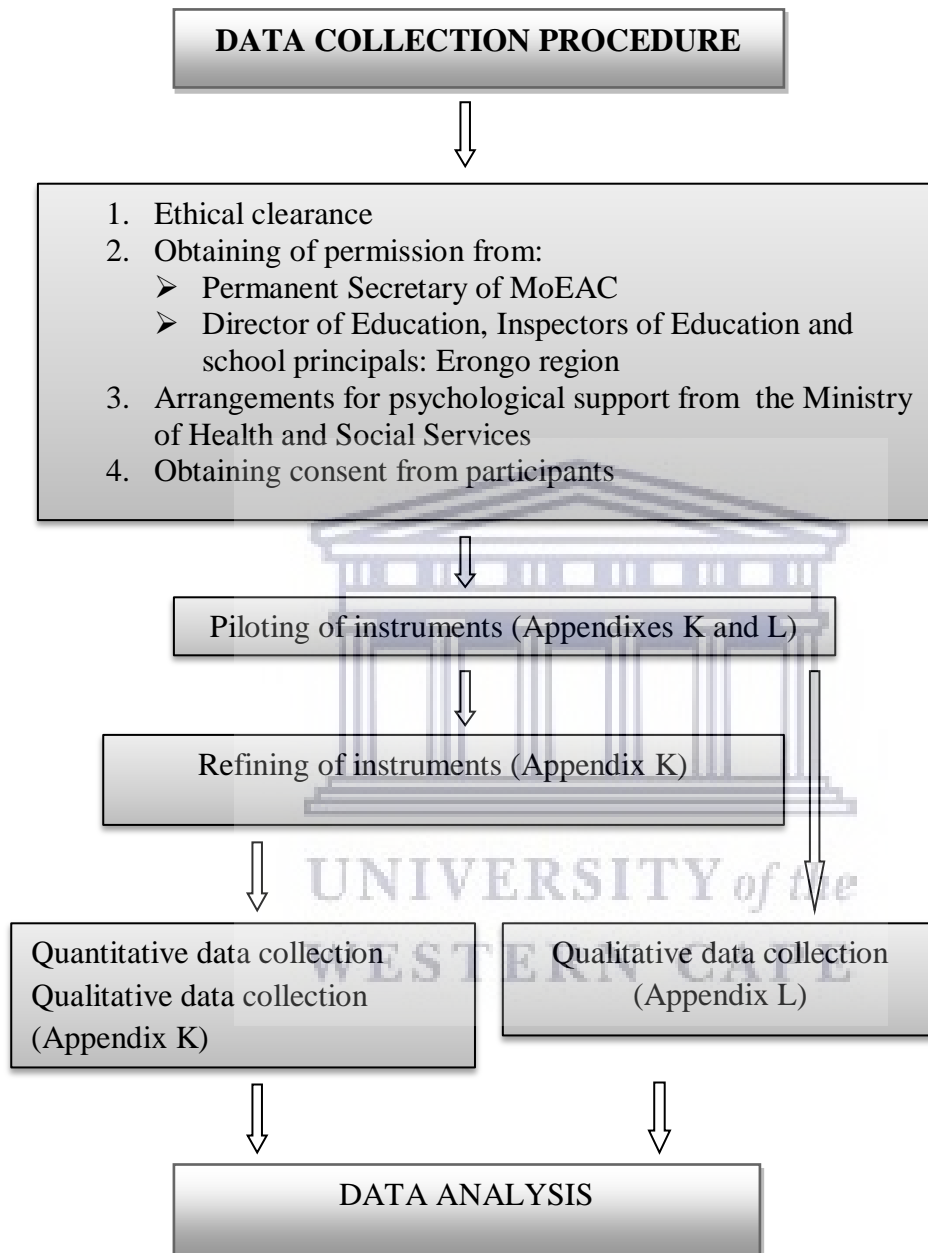 DATA COLLECTION PROCEDURE
1. Ethical clearance
2. Obtaining of permission from:
➢ Permanent Secretary of MoEAC
➢ Director of Education, Inspectors of Education and
school principals: Erongo region
3. Arrangements for psychological support from the Ministry
of Health and Social Services
4. Obtaining consent from participants
Piloting of instruments (Appendixes K and L)
Refining of instruments (Appendix K)
UNIVERSITY of the
WESTERN CAPE
Quantitative data collection
Qualitative data collection
(Appendix K)
Qualitative data collection
(Appendix L)
DATA ANALYSIS